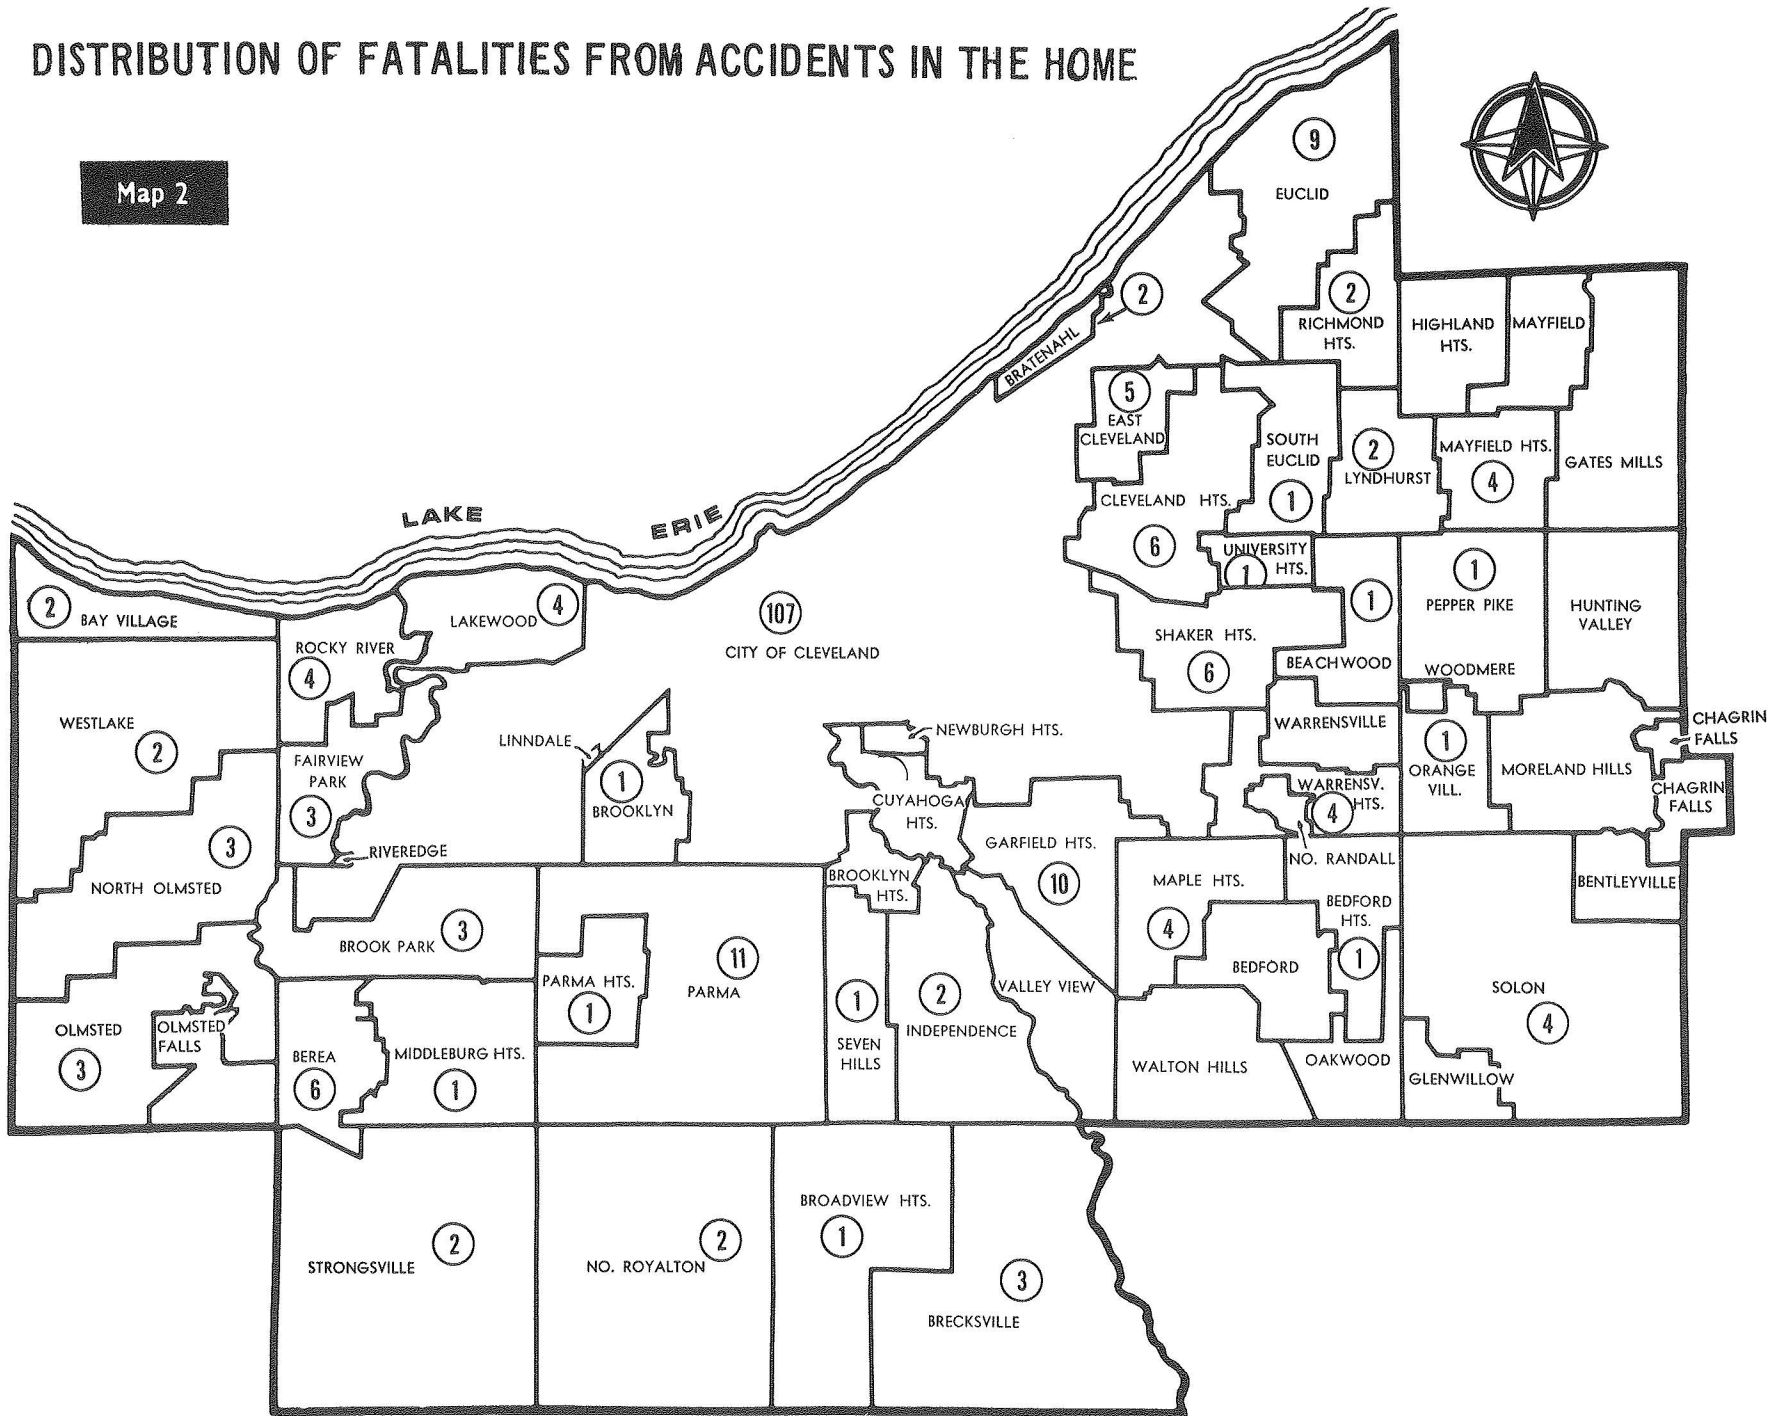 DISTRIBUTION OF FATALITIES FROM ACCIDENTS IN THE HOME
Map 2
9
EUCLID
2
RICHMOND
HTS.
HIGHLAND
HTS.
MAYFIELD
2
BRATENAHL
5
EAST
CLEVELAND
SOUTH
EUCLID
1
2
LYNDHURST
MAYFIELD HTS.
4
GATES MILLS
CLEVELAND HTS.
6
LAKE ERIE
UNIVERSITY
HTS.
1
1
BEACHWOOD
1
PEPPER PIKE
HUNTING
VALLEY
2
BAY VILLAGE
LAKEWOOD
4
107
CITY OF CLEVELAND
SHAKER HTS.
6
ROCKY RIVER
4
WOODMERE
WESTLAKE
2
WARRENSVILLE
CHAGRIN
FALLS
LINNDALE
NEWBURGH HTS.
FAIRVIEW
PARK
3
1
BROOKLYN
1
ORANGE
VILL.
MORELAND HILLS
CHAGRIN
FALLS
CUYAHOGA
HTS.
WARRENSV.
HTS.
4
3
NORTH OLMSTED
RIVEREDGE
GARFIELD HTS.
10
NO. RANDALL
BROOKLYN
HTS.
MAPLE HTS.
4
BENTLEYVILLE
BROOK PARK
3
BEDFORD
HTS.
1
BEDFORD
PARMA HTS.
1
11
PARMA
1
SEVEN
HILLS
2
INDEPENDENCE
VALLEY VIEW
SOLON
4
OLMSTED
3
OLMSTED
FALLS
BEREA
6
MIDDLEBURG HTS.
1
WALTON HILLS
OAKWOOD
GLENWILLOW
STRONGSVILLE
2
NO. ROYALTON
2
BROADVIEW HTS.
1
3
BRECKSVILLE